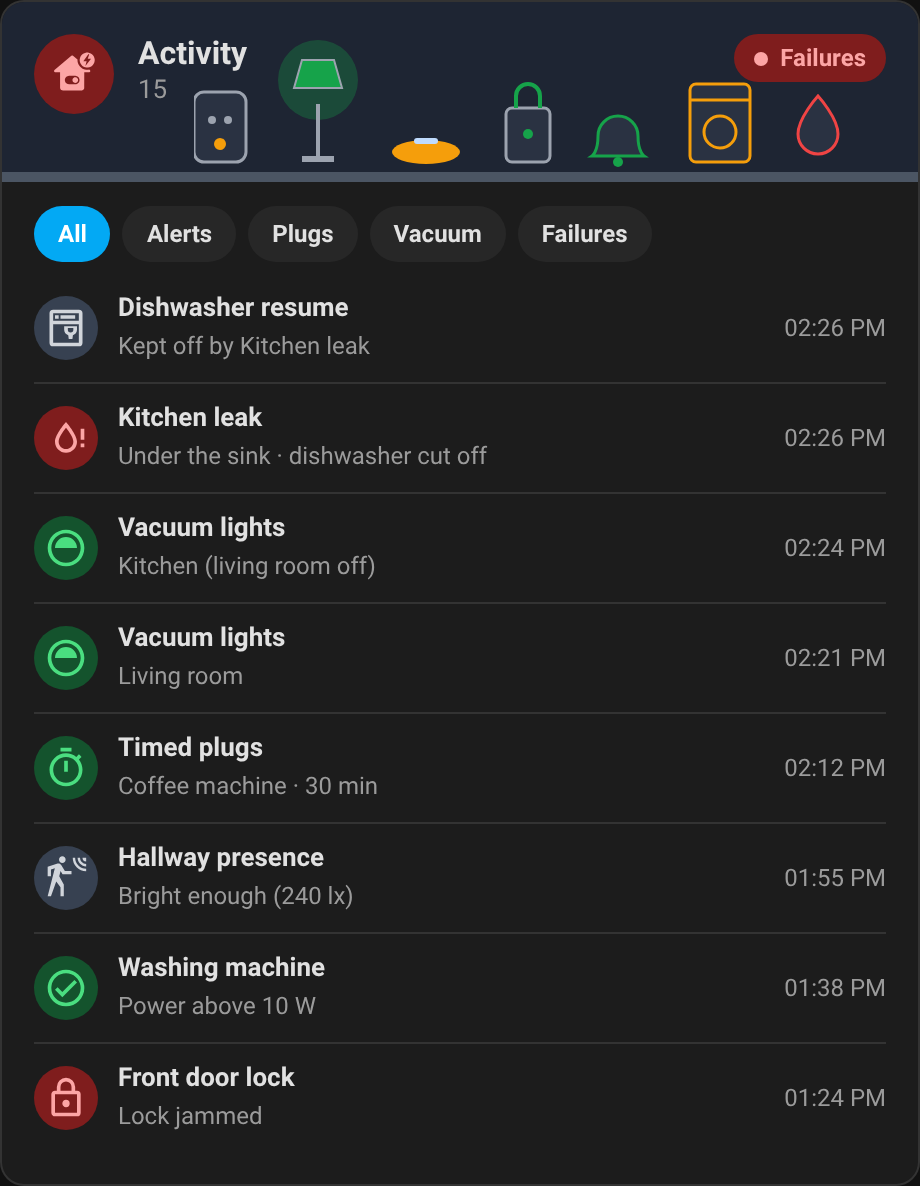 Activity
15
Failures
All
Alerts
Plugs
Vacuum
Failures
Dishwasher resume
Kept off by Kitchen leak
02:26 PM
Kitchen leak
Under the sink · dishwasher cut off
02:26 PM
Vacuum lights
Kitchen (living room off)
02:24 PM
Vacuum lights
Living room
02:21 PM
Timed plugs
Coffee machine · 30 min
02:12 PM
Hallway presence
Bright enough (240 lx)
01:55 PM
Washing machine
Power above 10 W
01:38 PM
Front door lock
Lock jammed
01:24 PM